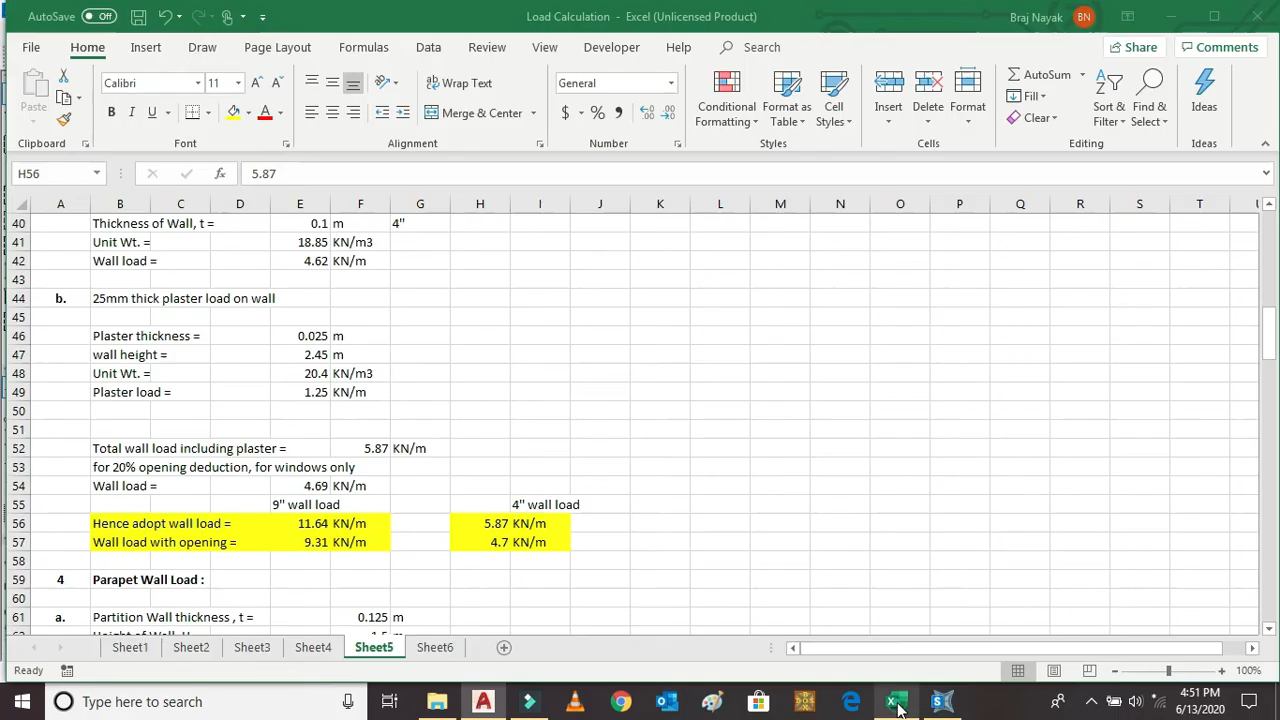 AutoSave Off Load Calculation - Excel (Unlicensed Product) Braj Nayak BN
File Home Insert Draw Page Layout Formulas Data Review View Developer Help Search Share Comments
Paste Calibri 11 Wrap Text General Conditional Formatting Format as Table Cell Styles Insert Delete Format AutoSum Sort & Filter Find & Select Ideas
B I U Merge & Center $ % Fill
Clear
Clipboard Font Alignment Number Styles Cells Editing Ideas
H56 fx 5.87
A B C D E F G H I J K L M N O P Q R S T
40 Thickness of Wall, t = 0.1 m 4"
41 Unit Wt. = 18.85 KN/m3
42 Wall load = 4.62 KN/m
43
44 b. 25mm thick plaster load on wall
45
46 Plaster thickness = 0.025 m
47 wall height = 2.45 m
48 Unit Wt. = 20.4 KN/m3
49 Plaster load = 1.25 KN/m
50
51
52 Total wall load including plaster = 5.87 KN/m
53 for 20% opening deduction, for windows only
54 Wall load = 4.69 KN/m
55 9" wall load 4" wall load
56 Hence adopt wall load = 11.64 KN/m 5.87 KN/m
57 Wall load with opening = 9.31 KN/m 4.7 KN/m
58
59 4 Parapet Wall Load :
60
61 a. Partition Wall thickness , t = 0.125 m
Sheet1 Sheet2 Sheet3 Sheet4 Sheet5 Sheet6
Ready 100%
Type here to search 4:51 PM
6/13/2020